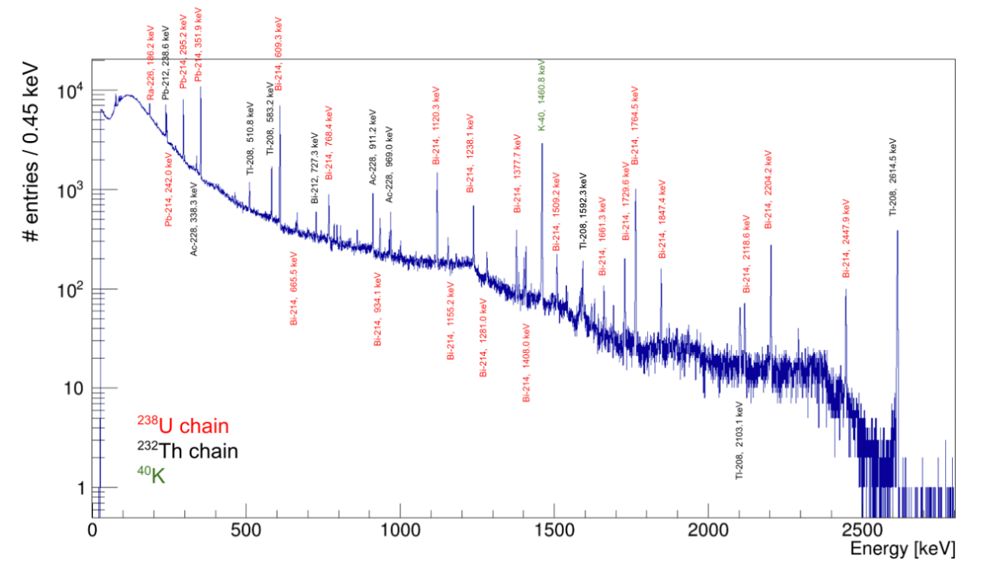 # entries / 0.45 keV
10⁴
10³
10²
10
1
Ra-226, 186.2 keV
Pb-212, 238.6 keV
Pb-214, 295.2 keV
Pb-214, 351.9 keV
Pb-214, 242.0 keV
Ac-228, 338.3 keV
Tl-208, 510.8 keV
Tl-208, 583.2 keV
Bi-214, 609.3 keV
Bi-214, 665.5 keV
Bi-212, 727.3 keV
Bi-214, 768.4 keV
Ac-228, 911.2 keV
Bi-214, 934.1 keV
Ac-228, 969.0 keV
Bi-214, 1120.3 keV
Bi-214, 1155.2 keV
Bi-214, 1238.1 keV
Bi-214, 1281.0 keV
Bi-214, 1377.7 keV
Bi-214, 1408.0 keV
K-40, 1460.8 keV
Bi-214, 1509.2 keV
Tl-208, 1592.3 keV
Bi-214, 1661.3 keV
Bi-214, 1729.6 keV
Bi-214, 1764.5 keV
Bi-214, 1847.4 keV
Tl-208, 2103.1 keV
Bi-214, 2118.6 keV
Bi-214, 2204.2 keV
Bi-214, 2447.9 keV
Tl-208, 2614.5 keV
²³⁸U chain
²³²Th chain
⁴⁰K
0 500 1000 1500 2000 2500
Energy [keV]